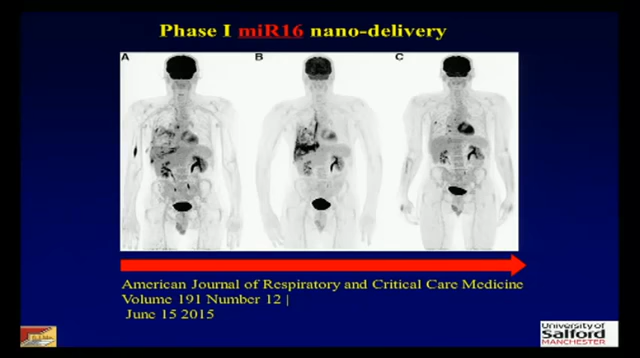 Phase I miR16 nano-delivery
A B C
American Journal of Respiratory and Critical Care Medicine
Volume 191 Number 12 |
June 15 2015
University of
Salford
MANCHESTER